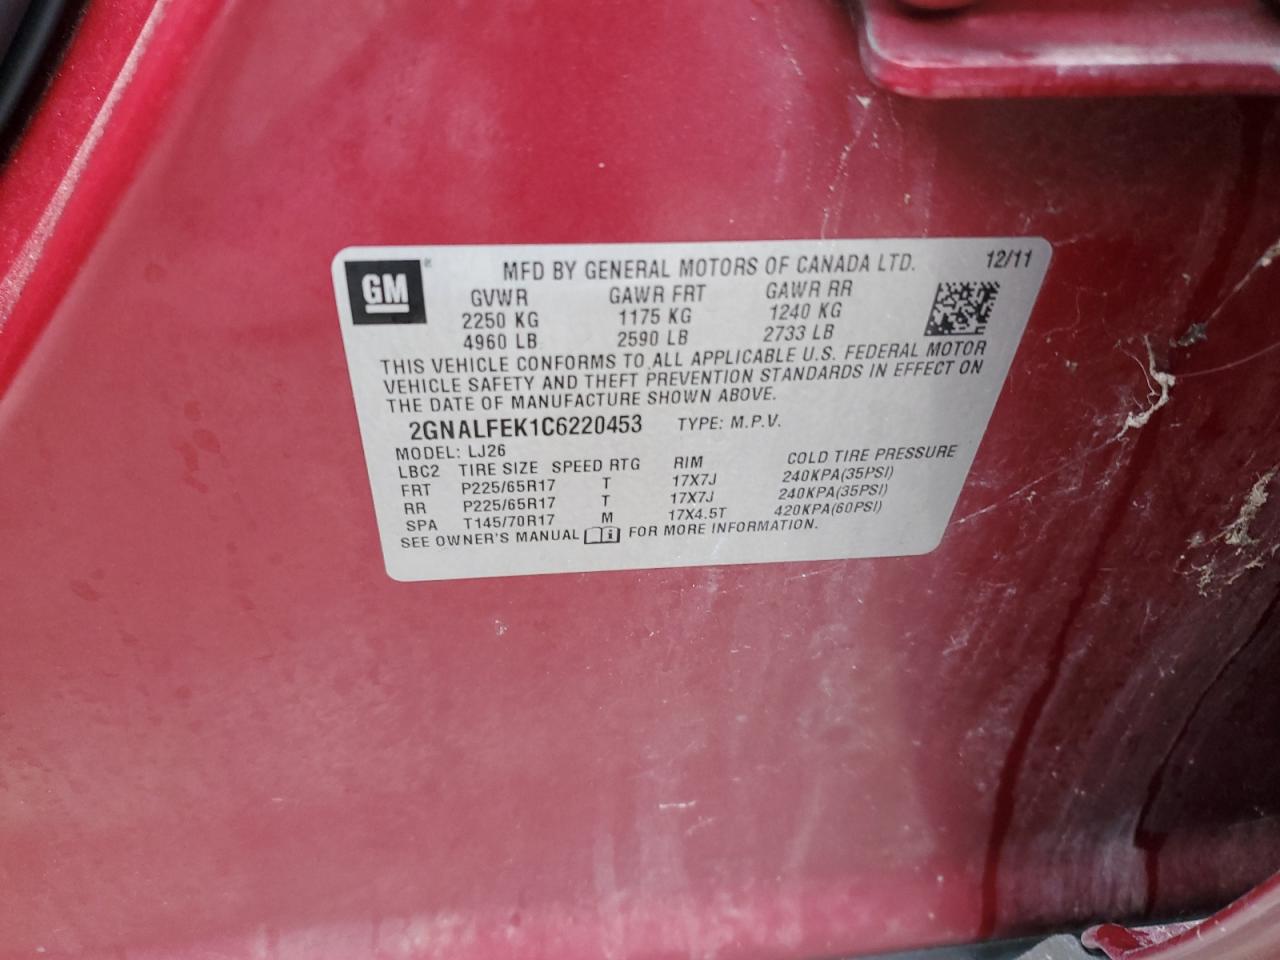 GM®
MFD BY GENERAL MOTORS OF CANADA LTD. 12/11
GVWR GAWR FRT GAWR RR
2250 KG 1175 KG 1240 KG
4960 LB 2590 LB 2733 LB
THIS VEHICLE CONFORMS TO ALL APPLICABLE U.S. FEDERAL MOTOR
VEHICLE SAFETY AND THEFT PREVENTION STANDARDS IN EFFECT ON
THE DATE OF MANUFACTURE SHOWN ABOVE.
2GNALFEK1C6220453 TYPE: M.P.V.
MODEL: LJ26
LBC2 TIRE SIZE SPEED RTG RIM COLD TIRE PRESSURE
FRT P225/65R17 T 17X7J 240KPA(35PSI)
RR P225/65R17 T 17X7J 240KPA(35PSI)
SPA T145/70R17 M 17X4.5T 420KPA(60PSI)
SEE OWNER'S MANUAL i FOR MORE INFORMATION.